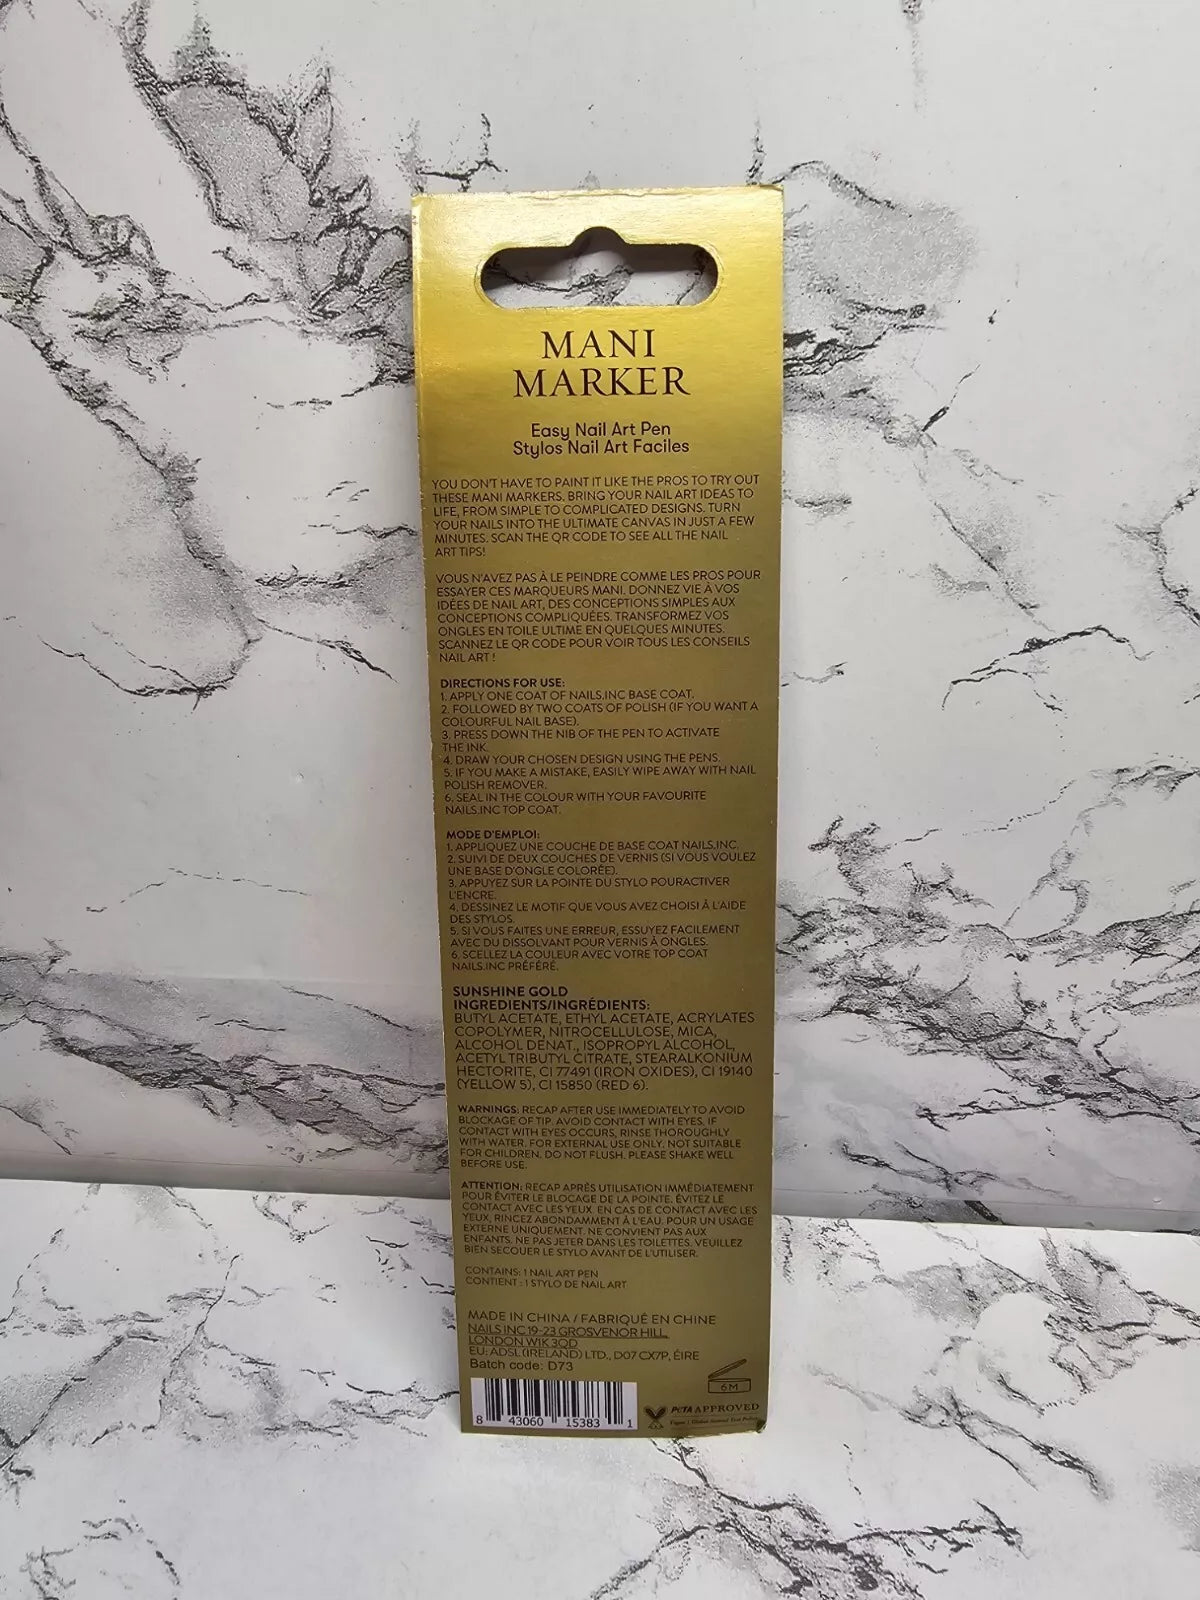 MANI
MARKER
Easy Nail Art Pen
Stylos Nail Art Faciles
YOU DON'T HAVE TO PAINT IT LIKE THE PROS TO TRY OUT
THESE MANI MARKERS. BRING YOUR NAIL ART IDEAS TO
LIFE, FROM SIMPLE TO COMPLICATED DESIGNS. TURN
YOUR NAILS INTO THE ULTIMATE CANVAS IN JUST A FEW
MINUTES. SCAN THE QR CODE TO SEE ALL THE NAIL
ART TIPS!
VOUS N'AVEZ PAS À LE PEINDRE COMME LES PROS POUR
ESSAYER CES MARQUEURS MANI. DONNEZ VIE À VOS
IDÉES DE NAIL ART, DES CONCEPTIONS SIMPLES AUX
CONCEPTIONS COMPLIQUÉES. TRANSFORMEZ VOS
ONGLES EN TOILE ULTIME EN QUELQUES MINUTES.
SCANNEZ LE QR CODE POUR VOIR TOUS LES CONSEILS
NAIL ART !
DIRECTIONS FOR USE:
1. APPLY ONE COAT OF NAILS.INC BASE COAT.
2. FOLLOWED BY TWO COATS OF POLISH (IF YOU WANT A
COLOURFUL NAIL BASE).
3. PRESS DOWN THE NIB OF THE PEN TO ACTIVATE
THE INK.
4. DRAW YOUR CHOSEN DESIGN USING THE PENS.
5. IF YOU MAKE A MISTAKE, EASILY WIPE AWAY WITH NAIL
POLISH REMOVER.
6. SEAL IN THE COLOUR WITH YOUR FAVOURITE
NAILS.INC TOP COAT.
MODE D'EMPLOI:
1. APPLIQUEZ UNE COUCHE DE BASE COAT NAILS.INC.
2. SUIVI DE DEUX COUCHES DE VERNIS (SI VOUS VOULEZ
UNE BASE D'ONGLE COLORÉE).
3. APPUYEZ SUR LA POINTE DU STYLO POURACTIVER
L'ENCRE.
4. DESSINEZ LE MOTIF QUE VOUS AVEZ CHOISI À L'AIDE
DES STYLOS.
5. SI VOUS FAITES UNE ERREUR, ESSUYEZ FACILEMENT
AVEC DU DISSOLVANT POUR VERNIS À ONGLES.
6. SCELLEZ LA COULEUR AVEC VOTRE TOP COAT
NAILS.INC PRÉFÉRÉ.
SUNSHINE GOLD
INGREDIENTS/INGRÉDIENTS:
BUTYL ACETATE, ETHYL ACETATE, ACRYLATES
COPOLYMER, NITROCELLULOSE, MICA,
ALCOHOL DENAT., ISOPROPYL ALCOHOL,
ACETYL TRIBUTYL CITRATE, STEARALKONIUM
HECTORITE, CI 77491 (IRON OXIDES), CI 19140
(YELLOW 5), CI 15850 (RED 6).
WARNINGS: RECAP AFTER USE IMMEDIATELY TO AVOID
BLOCKAGE OF TIP. AVOID CONTACT WITH EYES. IF
CONTACT WITH EYES OCCURS, RINSE THOROUGHLY
WITH WATER. FOR EXTERNAL USE ONLY. NOT SUITABLE
FOR CHILDREN. DO NOT FLUSH. PLEASE SHAKE WELL
BEFORE USE.
ATTENTION: RECAP APRÈS UTILISATION IMMÉDIATEMENT
POUR ÉVITER LE BLOCAGE DE LA POINTE. ÉVITEZ LE
CONTACT AVEC LES YEUX. EN CAS DE CONTACT AVEC LES
YEUX, RINCEZ ABONDAMMENT À L'EAU. POUR UN USAGE
EXTERNE UNIQUEMENT. NE CONVIENT PAS AUX
ENFANTS. NE PAS JETER DANS LES TOILETTES. VEUILLEZ
BIEN SECOUER LE STYLO AVANT DE L'UTILISER.
CONTAINS: 1 NAIL ART PEN
CONTIENT : 1 STYLO DE NAIL ART
MADE IN CHINA / FABRIQUÉ EN CHINE
NAILS INC 19-23 GROSVENOR HILL,
LONDON W1K 3QD
EU: ADSL (IRELAND) LTD., D07 CX7P, ÉIRE
Batch code: D73
6M
8 43060 15383 1
PETA APPROVED
Vegan | Global Animal Test Policy